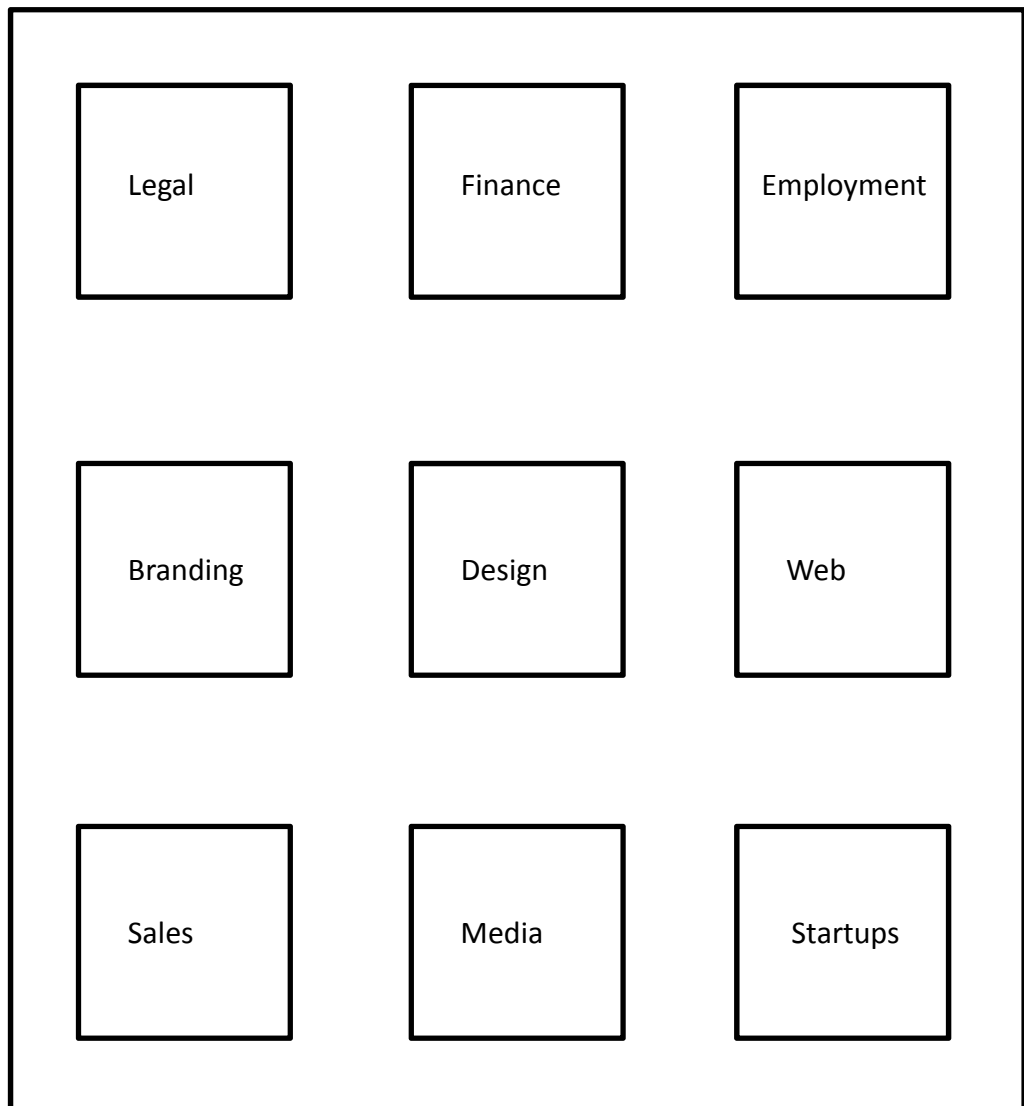 Legal
Finance
Employment
Branding
Design
Web
Sales
Media
Startups